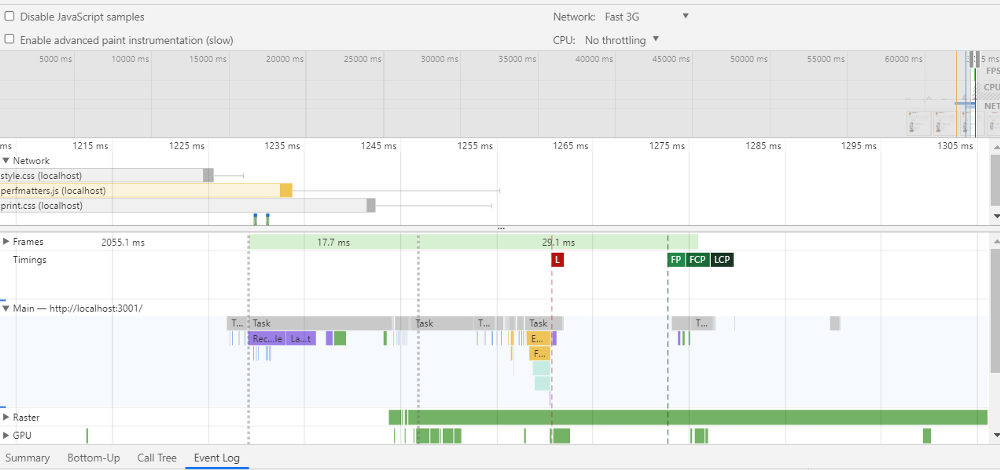 Disable JavaScript samples Network: Fast 3G
Enable advanced paint instrumentation (slow) CPU: No throttling
5000 ms 10000 ms 15000 ms 20000 ms 25000 ms 30000 ms 35000 ms 40000 ms 45000 ms 50000 ms 55000 ms 60000 ms 5 ms
FPS
CPU
NET
ms 1215 ms 1225 ms 1235 ms 1245 ms 1255 ms 1265 ms 1275 ms 1285 ms 1295 ms 1305 ms
Network
style.css (localhost)
perfmatters.js (localhost)
print.css (localhost)
...
Frames 2055.1 ms 17.7 ms 29.1 ms
Timings L FP FCP LCP
Main — http://localhost:3001/
T... Task Task T... Task T...
Rec...le La...t E...
F...
Raster
GPU
Summary Bottom-Up Call Tree Event Log